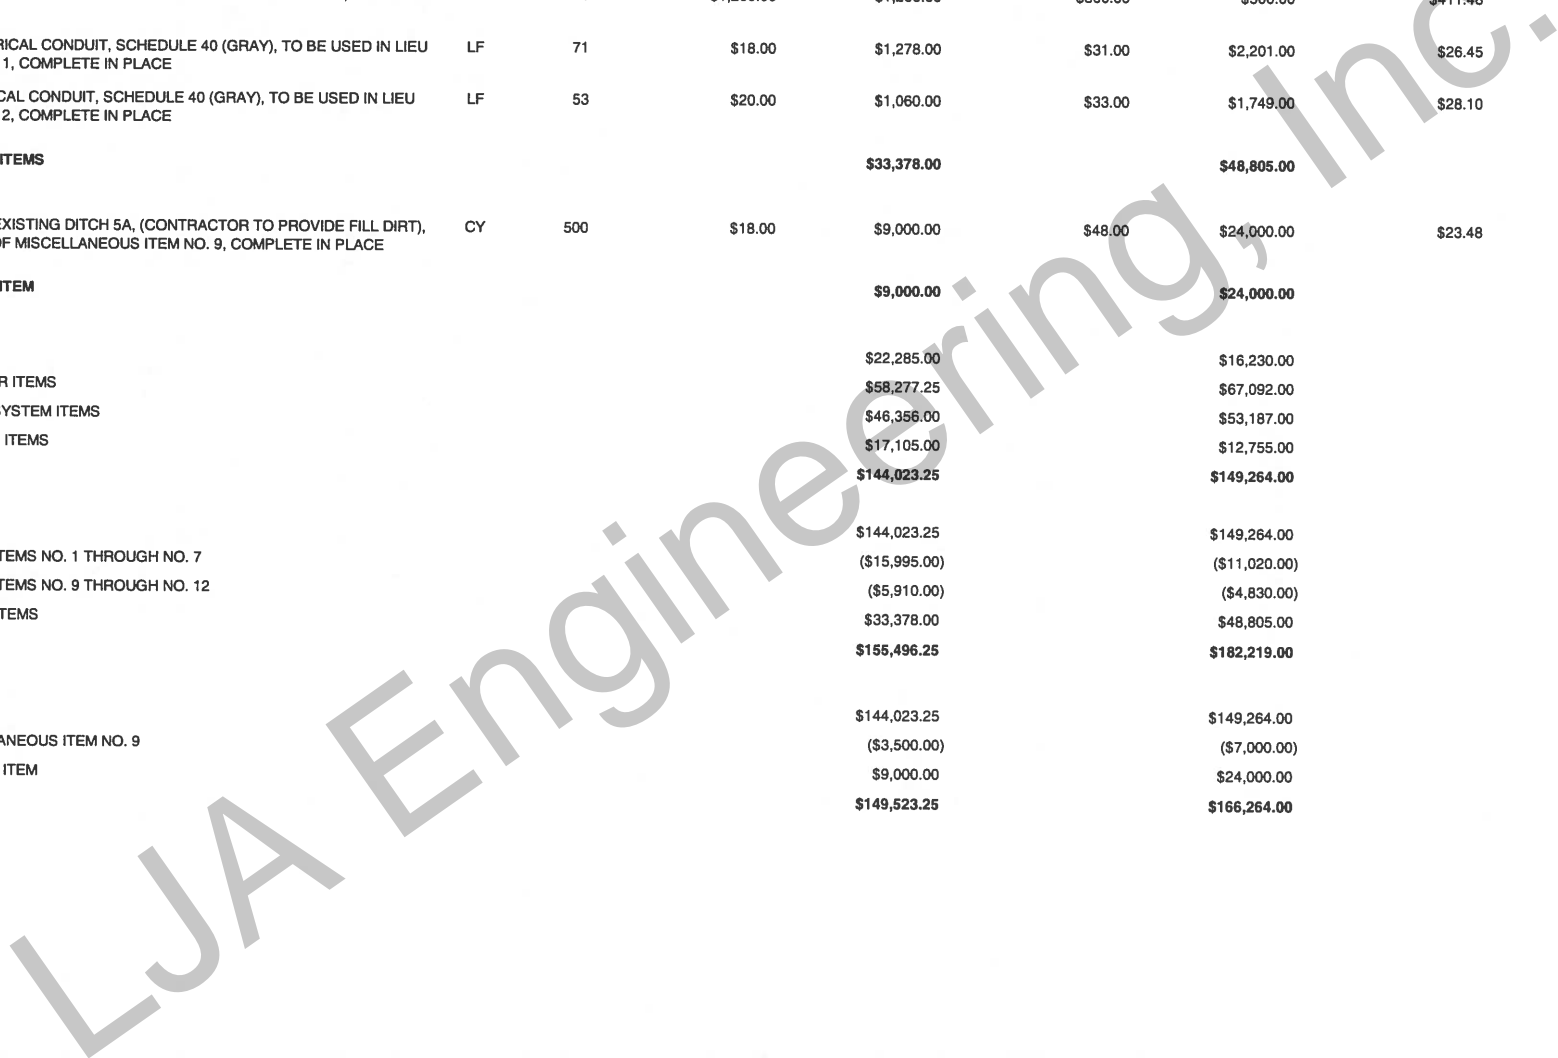 RICAL CONDUIT, SCHEDULE 40 (GRAY), TO BE USED IN LIEU LF 71 $18.00 $1,278.00 $31.00 $2,201.00 $26.45
1, COMPLETE IN PLACE
CAL CONDUIT, SCHEDULE 40 (GRAY), TO BE USED IN LIEU LF 53 $20.00 $1,060.00 $33.00 $1,749.00 $28.10
2, COMPLETE IN PLACE
ITEMS $33,378.00 $48,805.00
EXISTING DITCH 5A, (CONTRACTOR TO PROVIDE FILL DIRT), CY 500 $18.00 $9,000.00 $48.00 $24,000.00 $23.48
OF MISCELLANEOUS ITEM NO. 9, COMPLETE IN PLACE
ITEM $9,000.00 $24,000.00
$22,285.00 $16,230.00
R ITEMS $58,277.25 $67,092.00
SYSTEM ITEMS $46,356.00 $53,187.00
ITEMS $17,105.00 $12,755.00
$144,023.25 $149,264.00
$144,023.25 $149,264.00
TEMS NO. 1 THROUGH NO. 7 ($15,995.00) ($11,020.00)
TEMS NO. 9 THROUGH NO. 12 ($5,910.00) ($4,830.00)
TEMS $33,378.00 $48,805.00
$155,496.25 $182,219.00
$144,023.25 $149,264.00
ANEOUS ITEM NO. 9 ($3,500.00) ($7,000.00)
ITEM $9,000.00 $24,000.00
$149,523.25 $166,264.00
LJA Engineering, Inc.